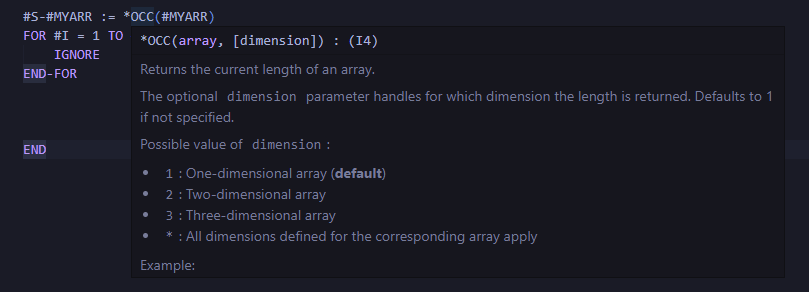 #S-#MYARR := *OCC(#MYARR)
FOR #I = 1 TO
*OCC(array, [dimension]) : (I4)
IGNORE
Returns the current length of an array.
END-FOR
The optional dimension parameter handles for which dimension the length is returned. Defaults to 1
if not specified.
END
Possible value of dimension :
• 1 : One-dimensional array (default)
• 2 : Two-dimensional array
• 3 : Three-dimensional array
• * : All dimensions defined for the corresponding array apply
Example: